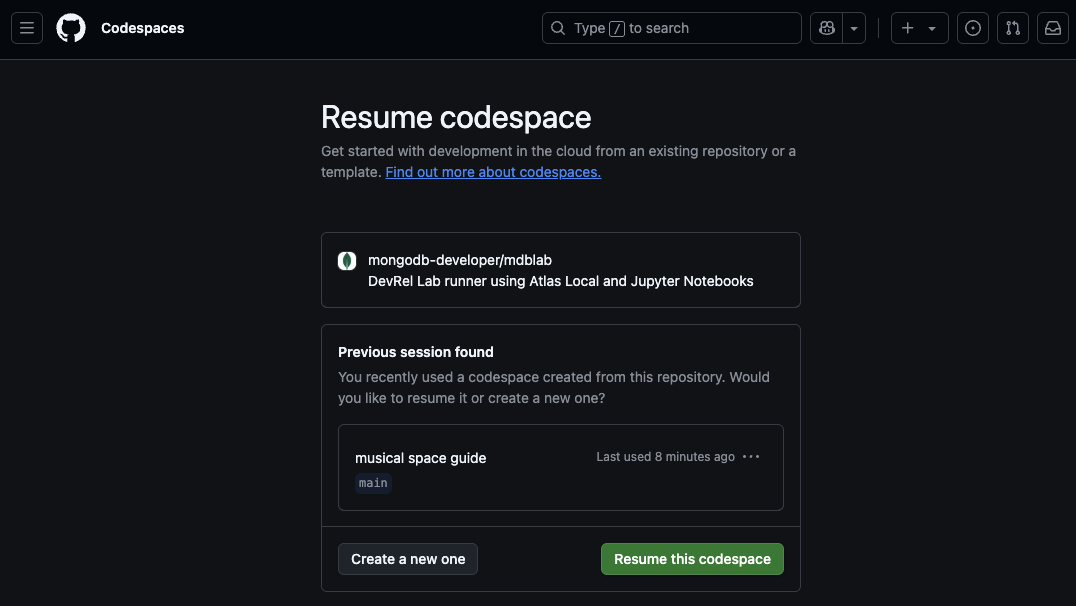 Codespaces
Type / to search
Resume codespace
Get started with development in the cloud from an existing repository or a
template. Find out more about codespaces.
mongodb-developer/mdblab
DevRel Lab runner using Atlas Local and Jupyter Notebooks
Previous session found
You recently used a codespace created from this repository. Would
you like to resume it or create a new one?
musical space guide
Last used 8 minutes ago
main
Create a new one
Resume this codespace